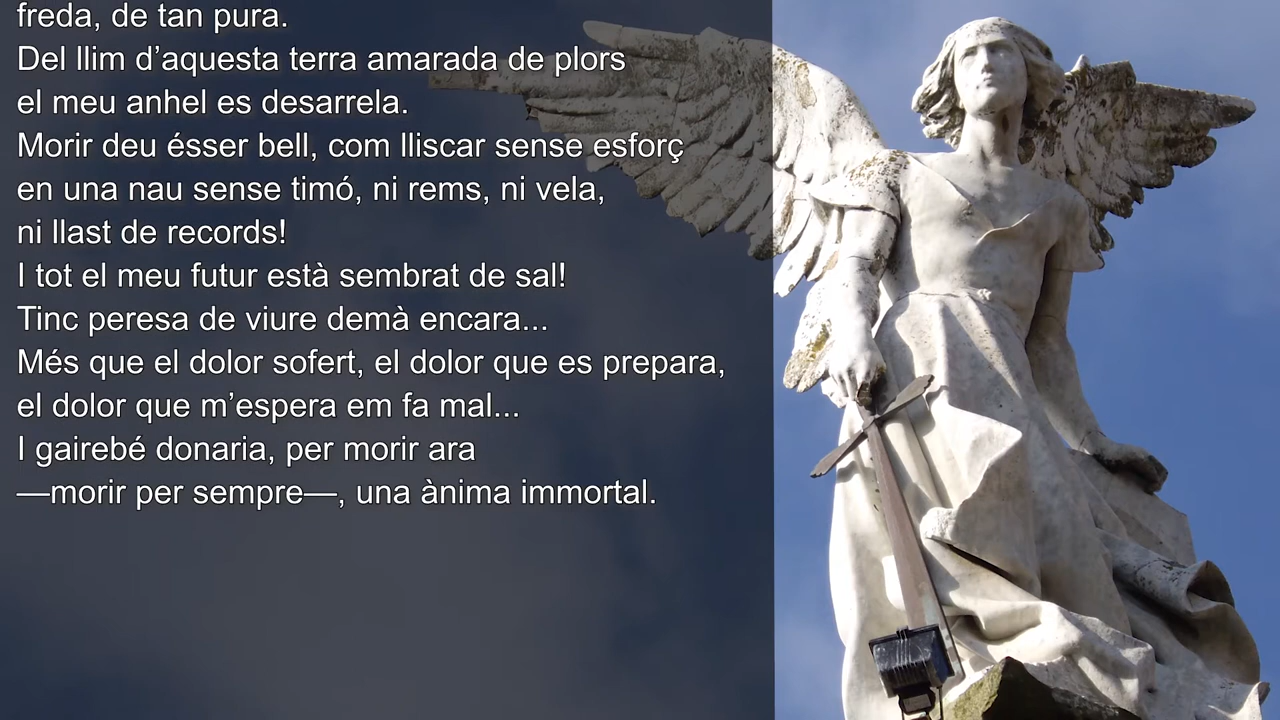 freda, de tan pura.
Del llim d’aquesta terra amarada de plors
el meu anhel es desarrela.
Morir deu ésser bell, com lliscar sense esforç
en una nau sense timó, ni rems, ni vela,
ni llast de records!
I tot el meu futur està sembrat de sal!
Tinc peresa de viure demà encara...
Més que el dolor sofert, el dolor que es prepara,
el dolor que m’espera em fa mal...
I gairebé donaria, per morir ara
—morir per sempre—, una ànima immortal.